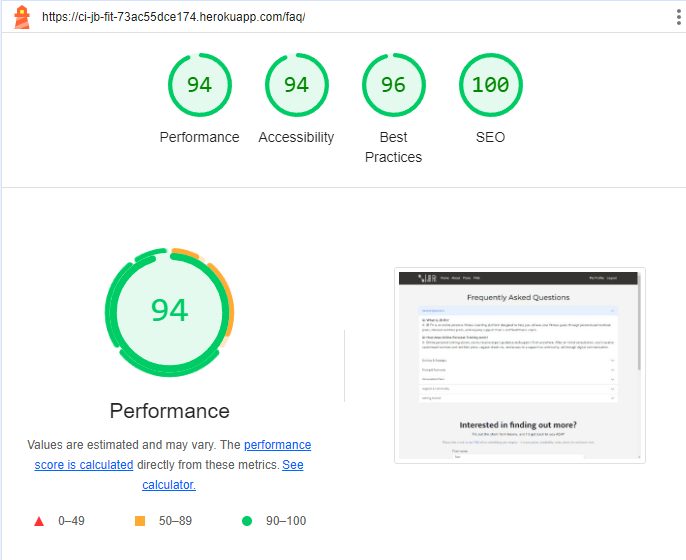 https://ci-jb-fit-73ac55dce174.herokuapp.com/faq/
94
94
96
100
Performance
Accessibility
Best
Practices
SEO
94
Performance
Values are estimated and may vary. The performance
score is calculated directly from these metrics. See
calculator.
0–49
50–89
90–100
Frequently Asked Questions
Interested in finding out more?